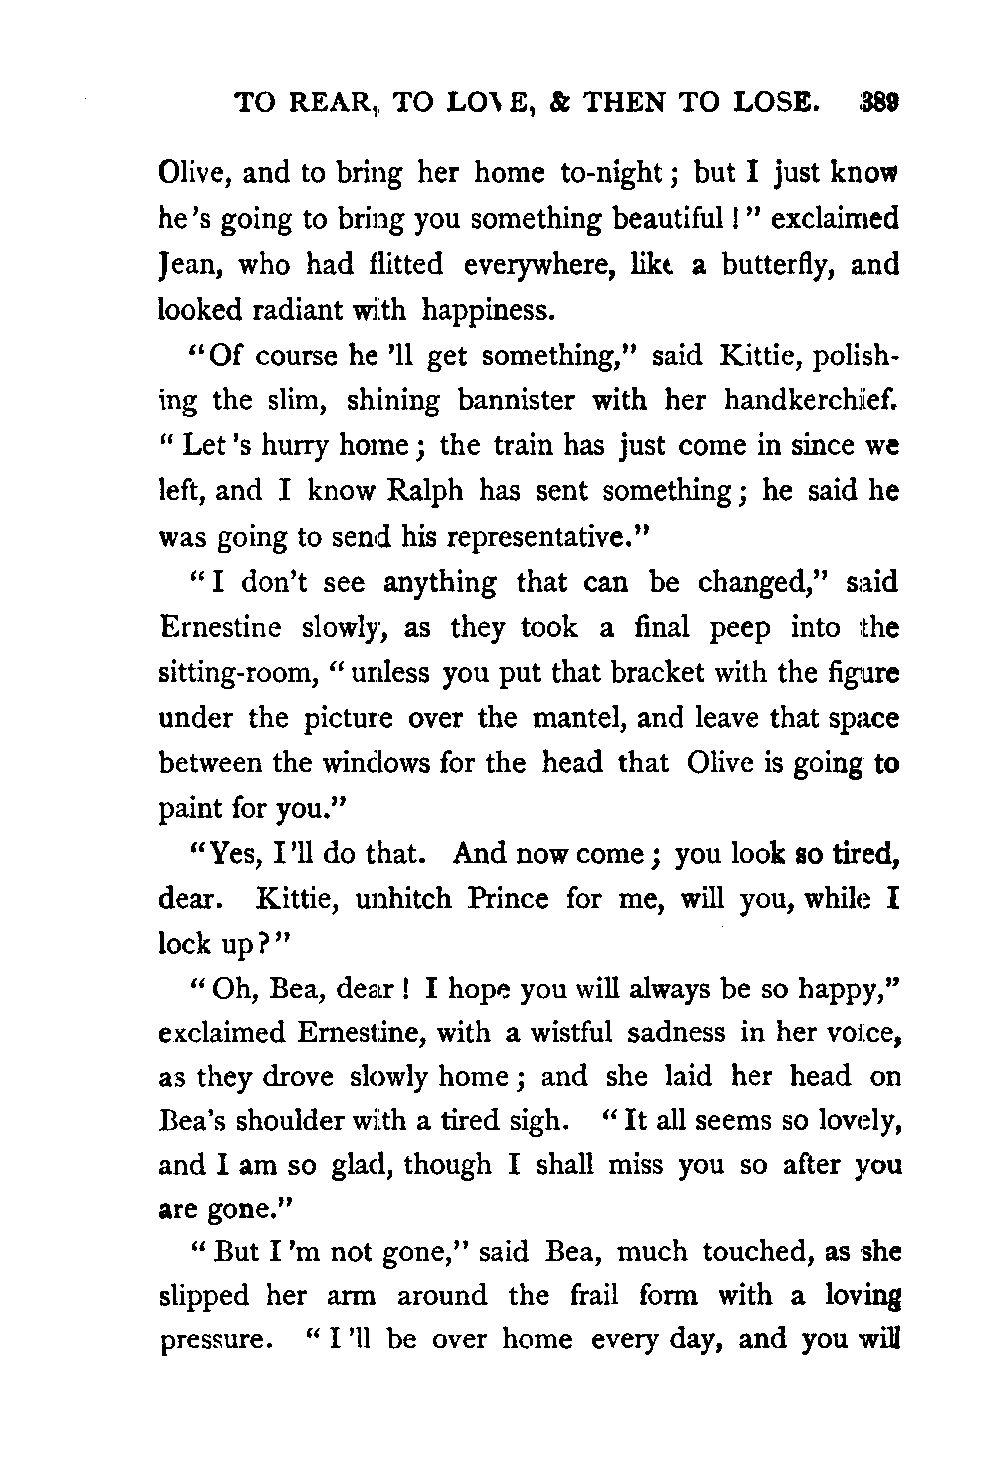 TO REAR, TO LOVE, & THEN TO LOSE. 389
Olive, and to bring her home to-night; but I just know
he's going to bring you something beautiful!" exclaimed
Jean, who had flitted everywhere, like a butterfly, and
looked radiant with happiness.
"Of course he'll get something," said Kittie, polish-
ing the slim, shining bannister with her handkerchief.
"Let's hurry home; the train has just come in since we
left, and I know Ralph has sent something; he said he
was going to send his representative."
"I don't see anything that can be changed," said
Ernestine slowly, as they took a final peep into the
sitting-room, "unless you put that bracket with the figure
under the picture over the mantel, and leave that space
between the windows for the head that Olive is going to
paint for you."
"Yes, I'll do that. And now come; you look so tired,
dear. Kittie, unhitch Prince for me, will you, while I
lock up?"
"Oh, Bea, dear! I hope you will always be so happy,"
exclaimed Ernestine, with a wistful sadness in her voice,
as they drove slowly home; and she laid her head on
Bea's shoulder with a tired sigh. "It all seems so lovely,
and I am so glad, though I shall miss you so after you
are gone."
"But I'm not gone," said Bea, much touched, as she
slipped her arm around the frail form with a loving
pressure. "I'll be over home every day, and you will